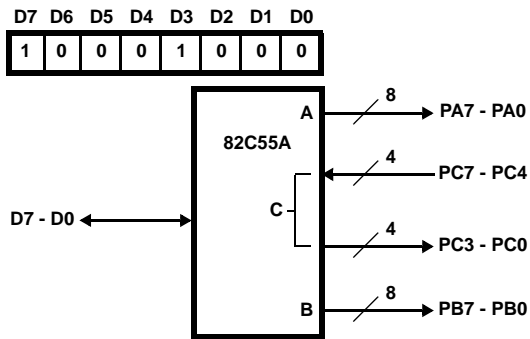 D7 D6 D5 D4 D3 D2 D1 D0
1 0 0 0 1 0 0 0
A 8 PA7 - PA0
82C55A
4 PC7 - PC4
C
D7 - D0
4 PC3 - PC0
B 8 PB7 - PB0